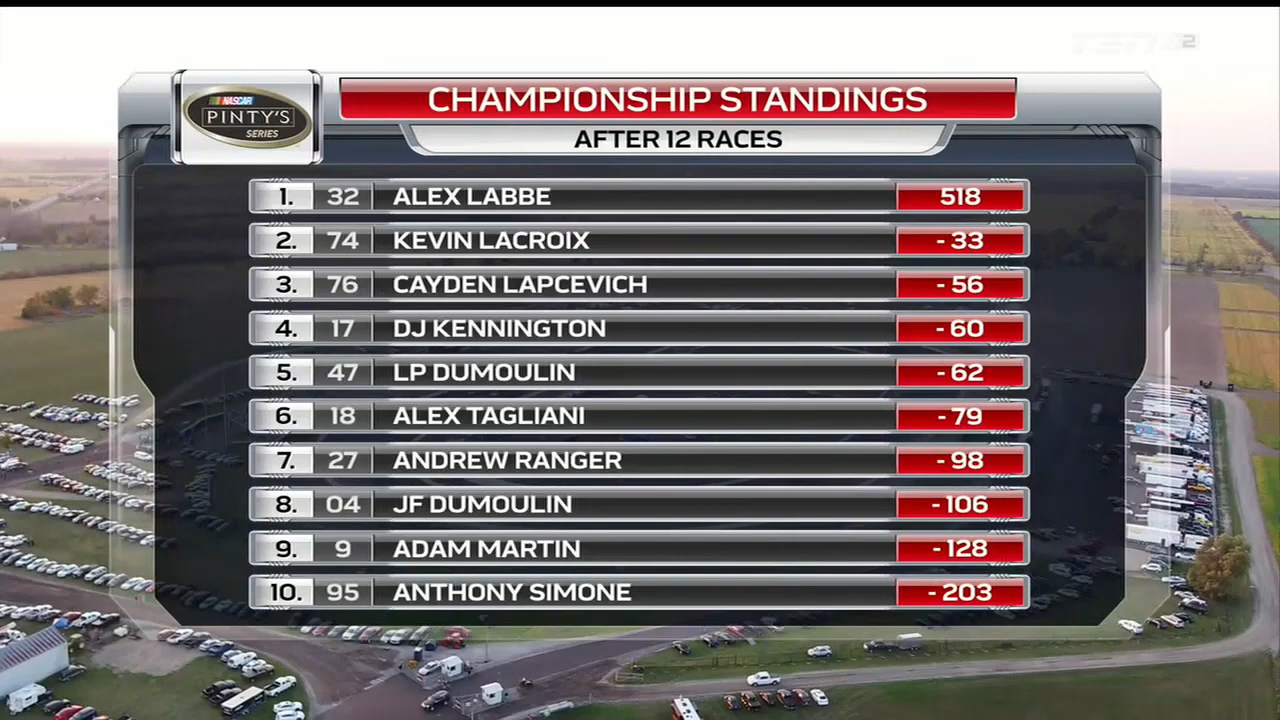 TSN 2
NASCAR
PINTY'S
SERIES
CHAMPIONSHIP STANDINGS
AFTER 12 RACES
1. 32 ALEX LABBE 518
2. 74 KEVIN LACROIX - 33
3. 76 CAYDEN LAPCEVICH - 56
4. 17 DJ KENNINGTON - 60
5. 47 LP DUMOULIN - 62
6. 18 ALEX TAGLIANI - 79
7. 27 ANDREW RANGER - 98
8. 04 JF DUMOULIN - 106
9. 9 ADAM MARTIN - 128
10. 95 ANTHONY SIMONE - 203